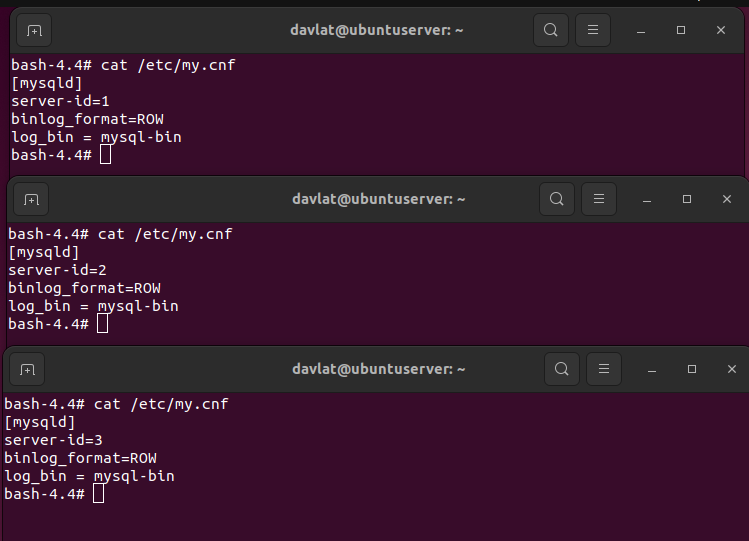 davlat@ubuntuserver: ~
bash-4.4# cat /etc/my.cnf
[mysqld]
server-id=1
binlog_format=ROW
log_bin = mysql-bin
bash-4.4#
davlat@ubuntuserver: ~
bash-4.4# cat /etc/my.cnf
[mysqld]
server-id=2
binlog_format=ROW
log_bin = mysql-bin
bash-4.4#
davlat@ubuntuserver: ~
bash-4.4# cat /etc/my.cnf
[mysqld]
server-id=3
binlog_format=ROW
log_bin = mysql-bin
bash-4.4#